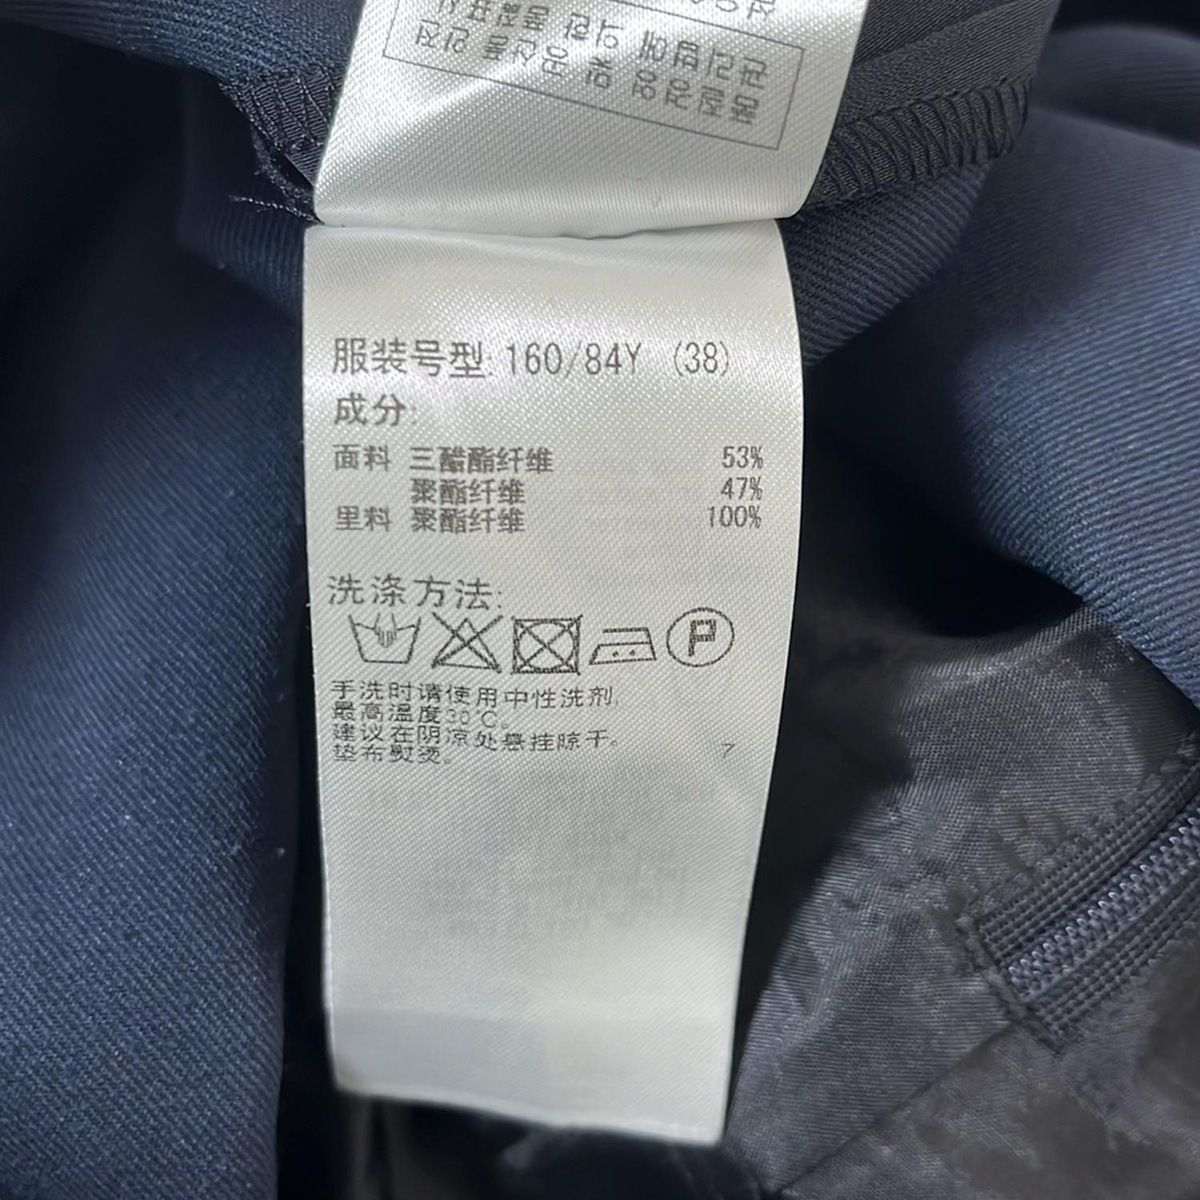 服装号型: 160/84Y (38)
成分:
面料 三醋酯纤维 53%
聚酯纤维 47%
里料 聚酯纤维 100%
洗涤方法:
P
手洗时请使用中性洗剂,
最高温度30℃。
建议在阴凉处悬挂晾干。
垫布熨烫。 7